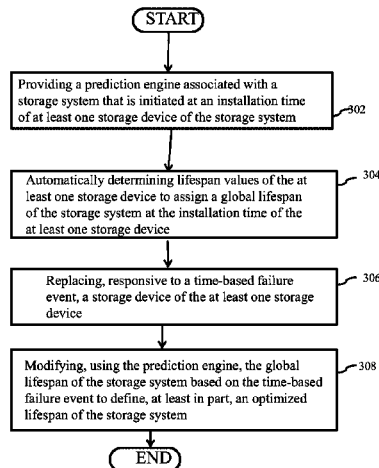 START
Providing a prediction engine associated with a
storage system that is initiated at an installation time
of at least one storage device of the storage system
302
Automatically determining lifespan values of the at
least one storage device to assign a global lifespan
of the storage system at the installation time of the
at least one storage device
304
Replacing, responsive to a time-based failure
event, a storage device of the at least one storage
device
306
Modifying, using the prediction engine, the global
lifespan of the storage system based on the time-based
failure event to define, at least in part, an optimized
lifespan of the storage system
308
END